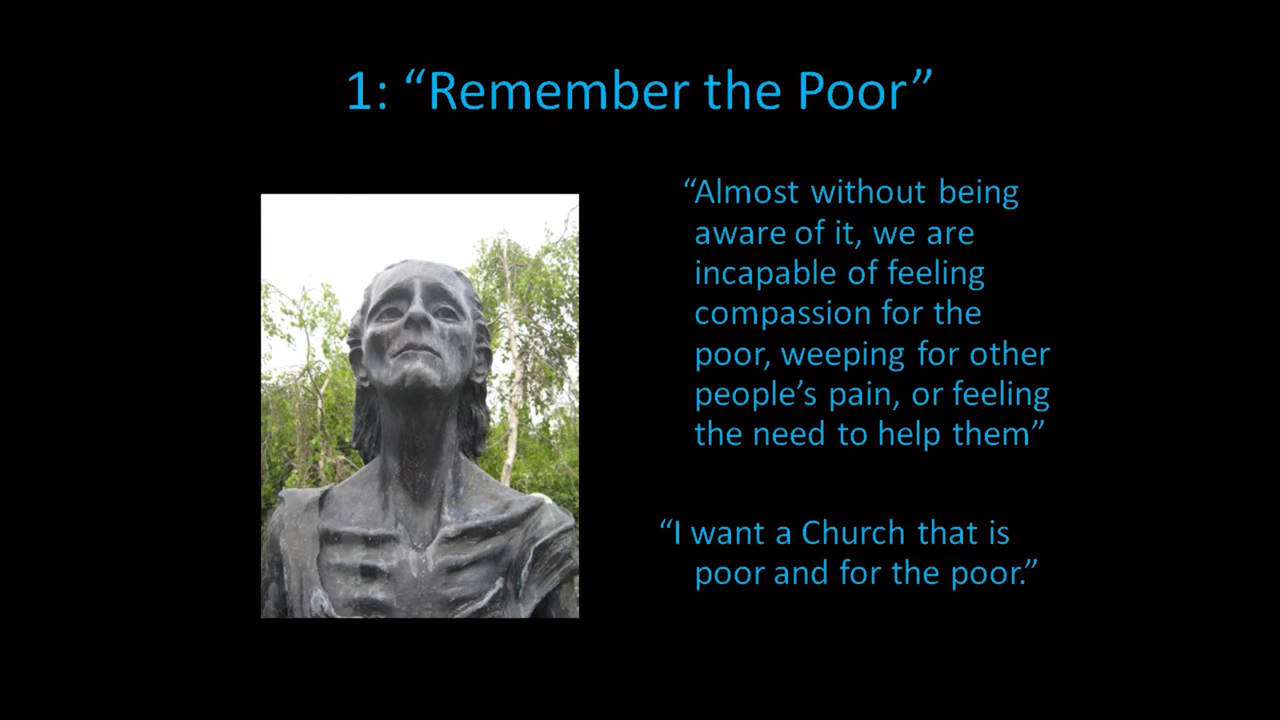 1: “Remember the Poor”
“Almost without being
aware of it, we are
incapable of feeling
compassion for the
poor, weeping for other
people’s pain, or feeling
the need to help them”
“I want a Church that is
poor and for the poor.”